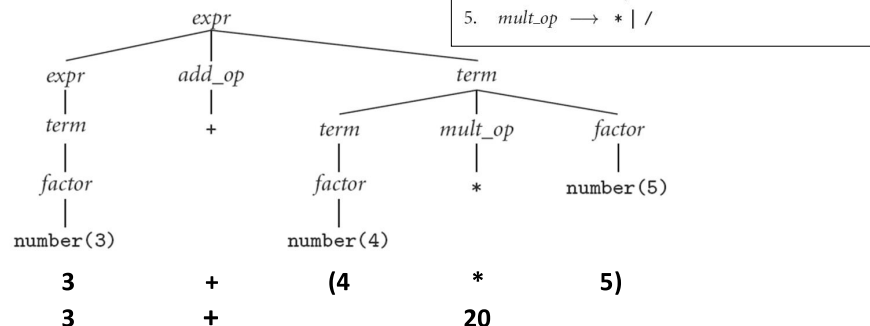 expr
5. mult_op ⟶ * | /
expr add_op term
term + term mult_op factor
factor factor * number(5)
number(3) number(4)
3 + (4 * 5)
3 + 20